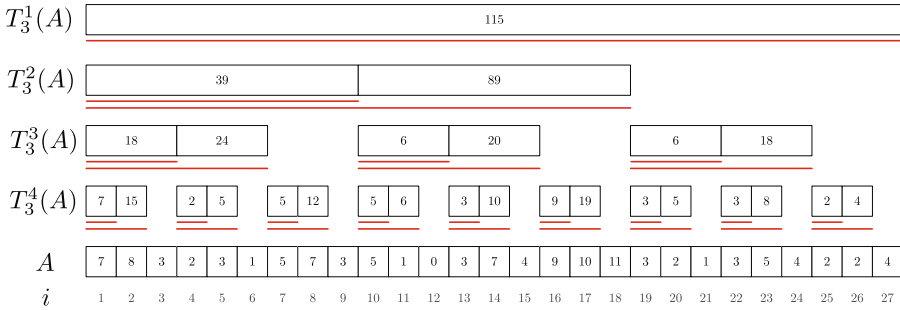 T_3^1(A) 115
T_3^2(A) 39 89
T_3^3(A) 18 24 6 20 6 18
T_3^4(A) 7 15 2 5 5 12 5 6 3 10 9 19 3 5 3 8 2 4
A 7 8 3 2 3 1 5 7 3 5 1 0 3 7 4 9 10 11 3 2 1 3 5 4 2 2 4
i 1 2 3 4 5 6 7 8 9 10 11 12 13 14 15 16 17 18 19 20 21 22 23 24 25 26 27